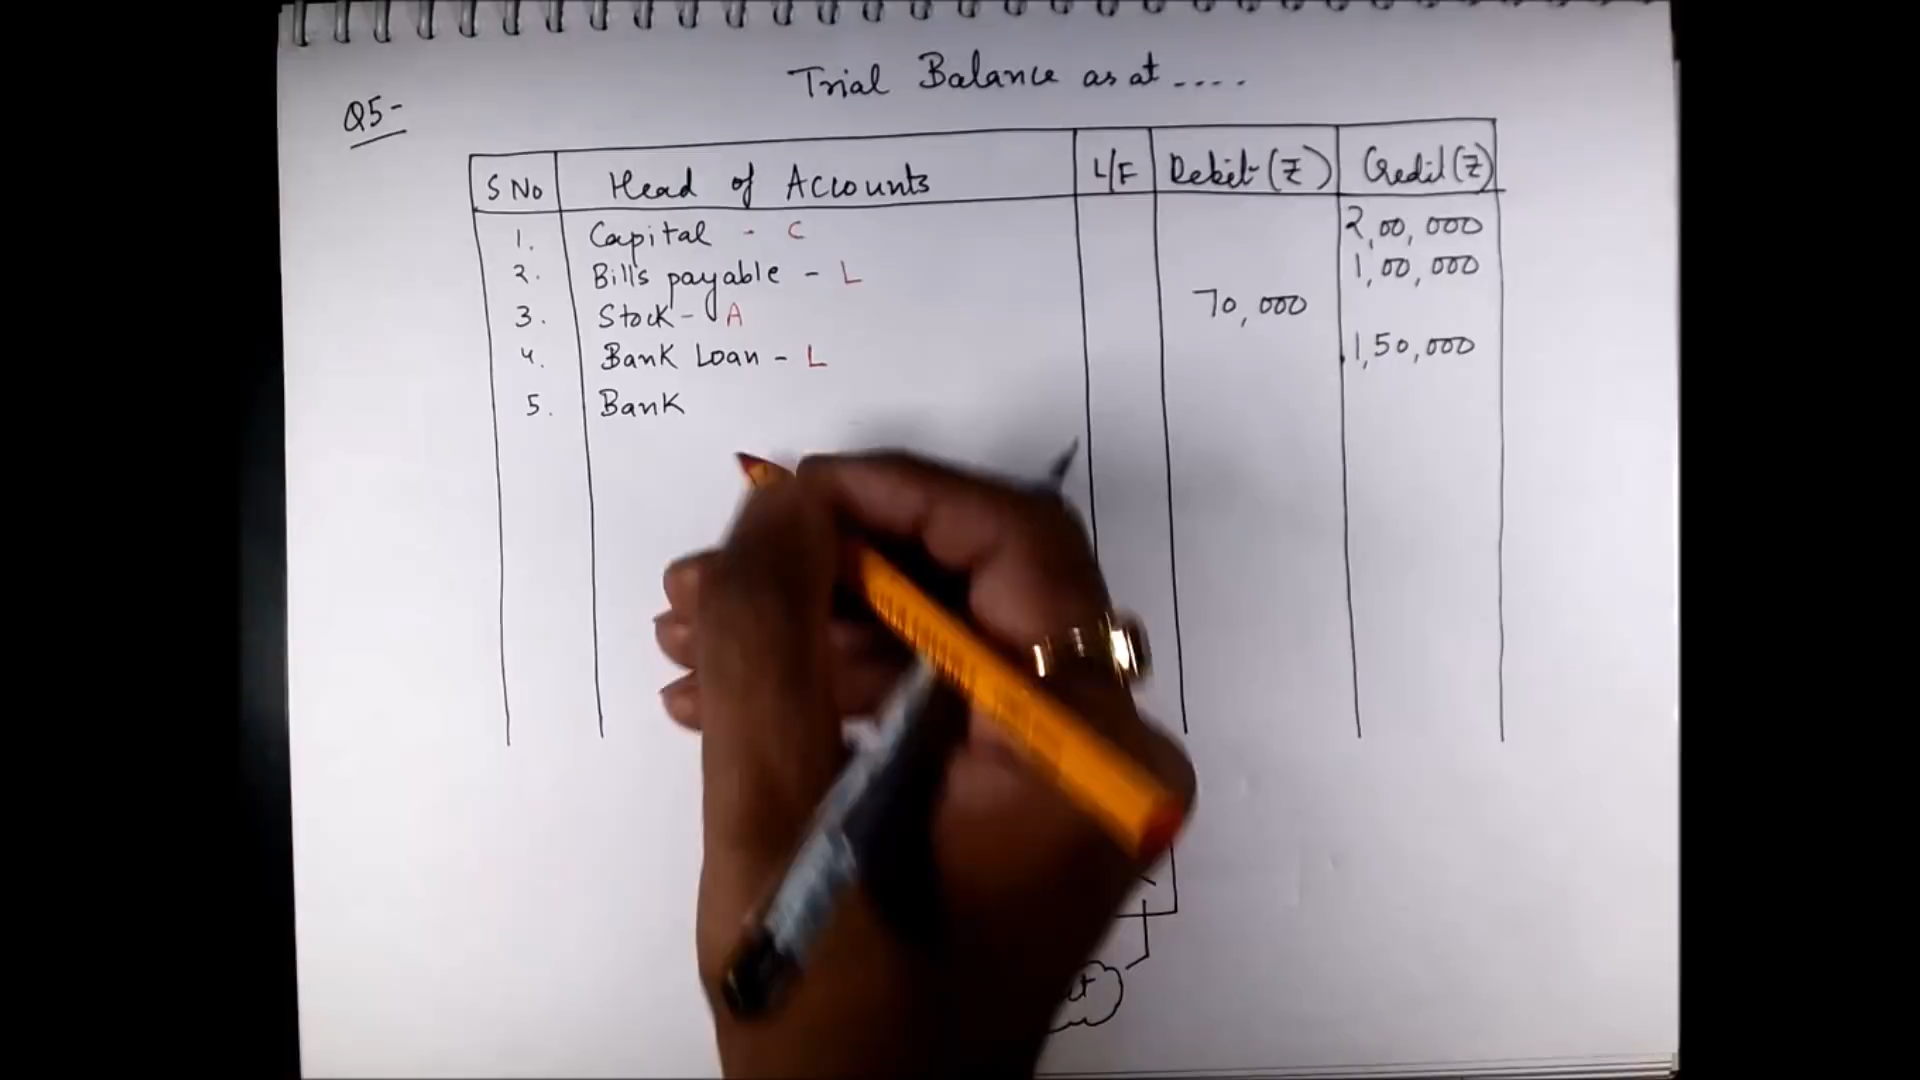 Trial Balance as at ....
Q5-
S No Head of Accounts L/F Debit (₹) Credit (₹)
1. Capital - C 2,00,000
2. Bills payable - L 1,00,000
3. Stock - A 70,000
4. Bank Loan - L 1,50,000
5. Bank